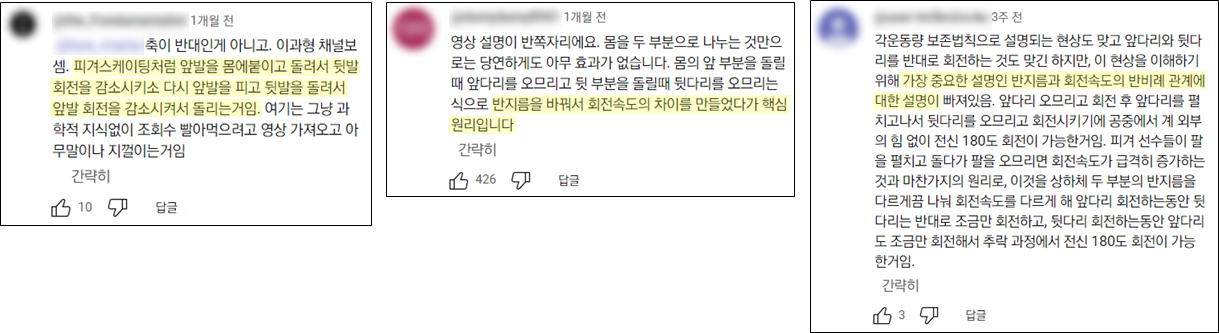 1개월 전
축이 반대인게 아니고. 이과형 채널보
셈. 피겨스케이팅처럼 앞발을 몸에붙이고 돌려서 뒷발
회전을 감소시키소 다시 앞발을 피고 뒷발을 돌려서
앞발 회전을 감소시켜서 돌리는거임. 여기는 그냥 과
학적 지식없이 조회수 빨아먹으려고 영상 가져오고 아
무말이나 지껄이는거임
간략히
10
답글
1개월 전
영상 설명이 반쪽자리에요. 몸을 두 부분으로 나누는 것만으
로는 당연하게도 아무 효과가 없습니다. 몸의 앞 부분을 돌릴
때 앞다리를 오므리고 뒷 부분을 돌릴때 뒷다리를 오므리는
식으로 반지름을 바꿔서 회전속도의 차이를 만들었다가 핵심
원리입니다
간략히
426
답글
3주 전
각운동량 보존법칙으로 설명되는 현상도 맞고 앞다리와 뒷다
리를 반대로 회전하는 것도 맞긴 하지만, 이 현상을 이해하기
위해 가장 중요한 설명인 반지름과 회전속도의 반비례 관계에
대한 설명이 빠져있음. 앞다리 오므리고 회전 후 앞다리를 펼
치고나서 뒷다리를 오므리고 회전시키기에 공중에서 계 외부
의 힘 없이 전신 180도 회전이 가능한거임. 피겨 선수들이 팔
을 펼치고 돌다가 팔을 오므리면 회전속도가 급격히 증가하는
것과 마찬가지의 원리로, 이것을 상하체 두 부분의 반지름을
다르게끔 나눠 회전속도를 다르게 해 앞다리 회전하는동안 뒷
다리는 반대로 조금만 회전하고, 뒷다리 회전하는동안 앞다리
도 조금만 회전해서 추락 과정에서 전신 180도 회전이 가능
한거임.
간략히
3
답글